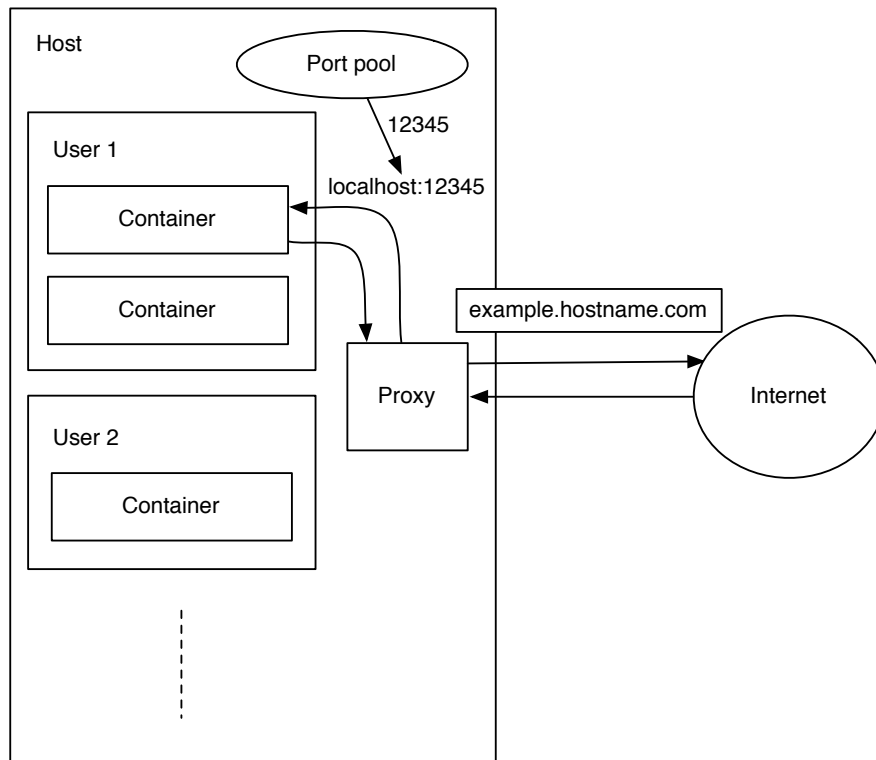 Host
Port pool
12345
User 1
localhost:12345
Container
Container
example.hostname.com
Proxy
Internet
User 2
Container